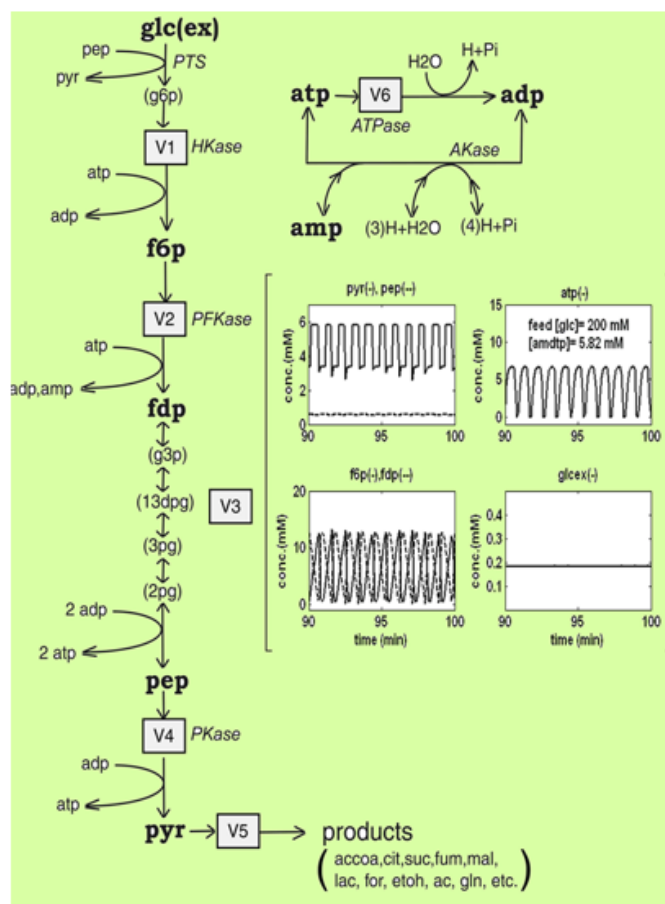 glc(ex)
pep
PTS
pyr
(g6p)
V1
HKase
atp
adp
f6p
V2
PFKase
atp
adp,amp
fdp
(g3p)
(13dpg)
V3
(3pg)
(2pg)
2 adp
2 atp
pep
V4
PKase
adp
atp
pyr
V5
products
(accoa,cit,suc,fum,mal,
lac, for, etoh, ac, gln, etc.)
H2O
H+Pi
atp
V6
adp
ATPase
AKase
amp
(3)H+H2O
(4)H+Pi
pyr(-), pep(--)
conc.(mM)
6
4
2
0
90
95
100
atp(-)
feed [glc]= 200 mM
[amdtp]= 5.82 mM
conc.(mM)
15
10
5
0
90
95
100
f6p(-),fdp(--)
conc.(mM)
20
10
0
90
95
100
time (min)
glcex(-)
conc.(mM)
0.4
0.3
0.2
0.1
90
95
100
time (min)